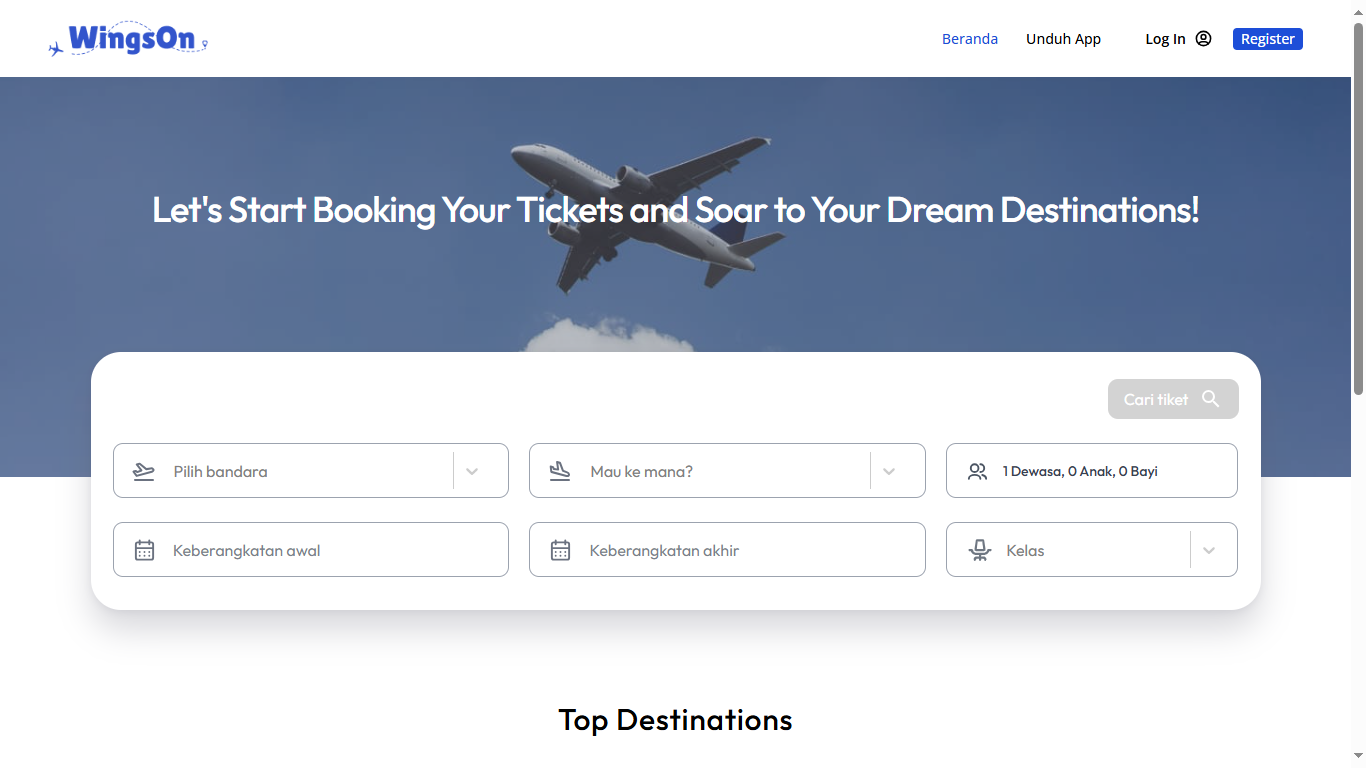 WingsOn
Beranda
Unduh App
Log In
Register
Let's Start Booking Your Tickets and Soar to Your Dream Destinations!
Cari tiket
Pilih bandara
Mau ke mana?
1 Dewasa, 0 Anak, 0 Bayi
Keberangkatan awal
Keberangkatan akhir
Kelas
Top Destinations